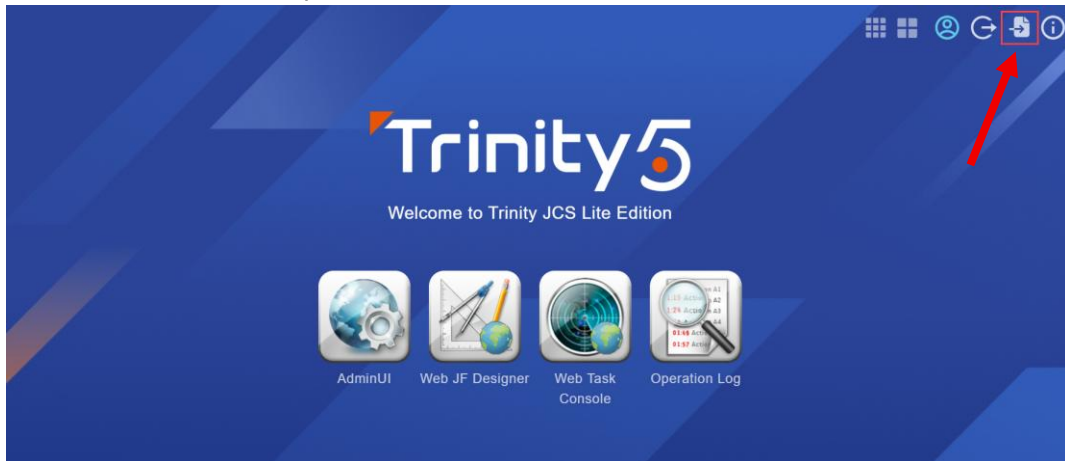 Trinity5
Welcome to Trinity JCS Lite Edition
AdminUI
Web JF Designer
Web Task
Console
Operation Log